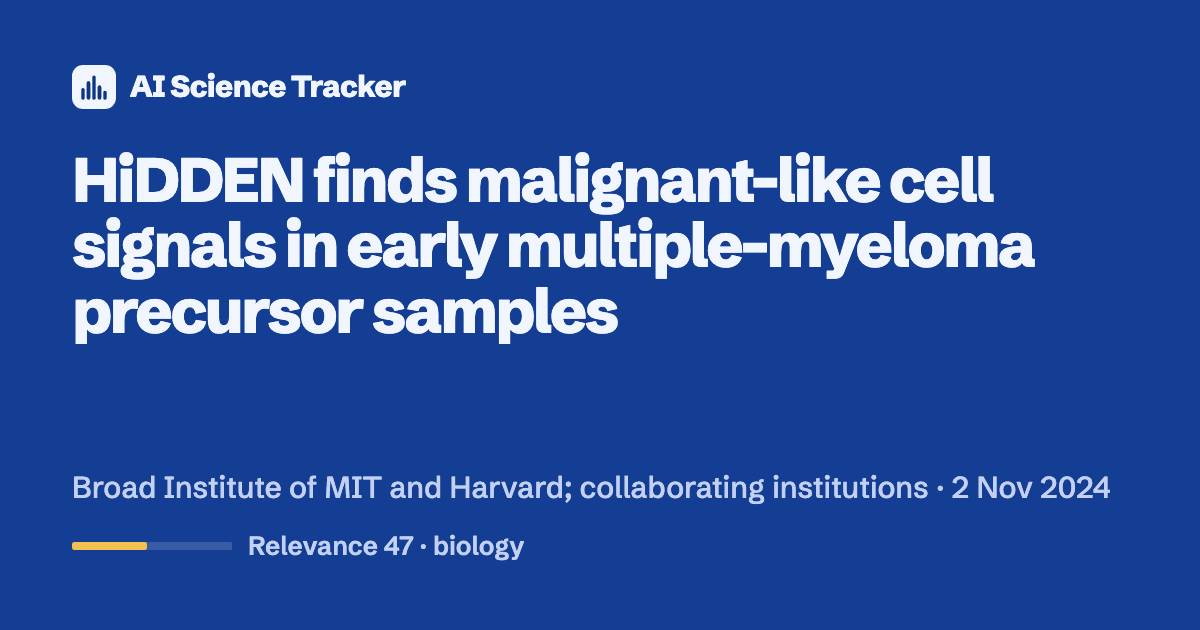 AI Science Tracker
HiDDEN finds malignant-like cell
signals in early multiple-myeloma
precursor samples
Broad Institute of MIT and Harvard; collaborating institutions · 2 Nov 2024
Relevance 47 · biology